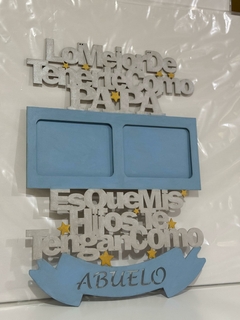 LoMejorDe
TenerteComo
PAPA
EsQueMis
HijosTe
TenganComo
ABUELO